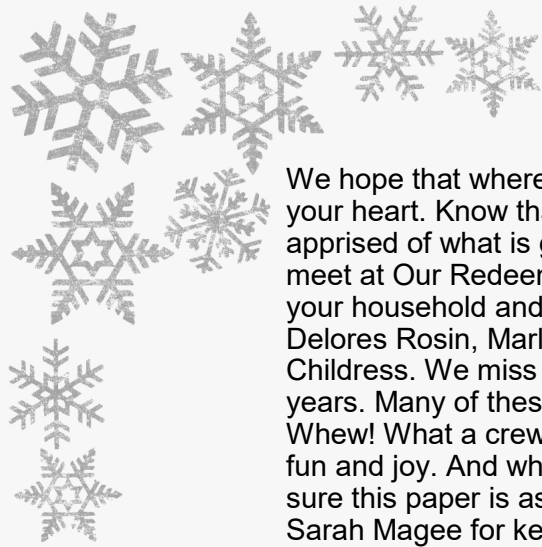 We hope that where
your heart. Know tha
apprised of what is g
meet at Our Redeer
your household and
Delores Rosin, Marl
Childress. We miss
years. Many of thes
Whew! What a crew
fun and joy. And wh
sure this paper is as
Sarah Magee for ke